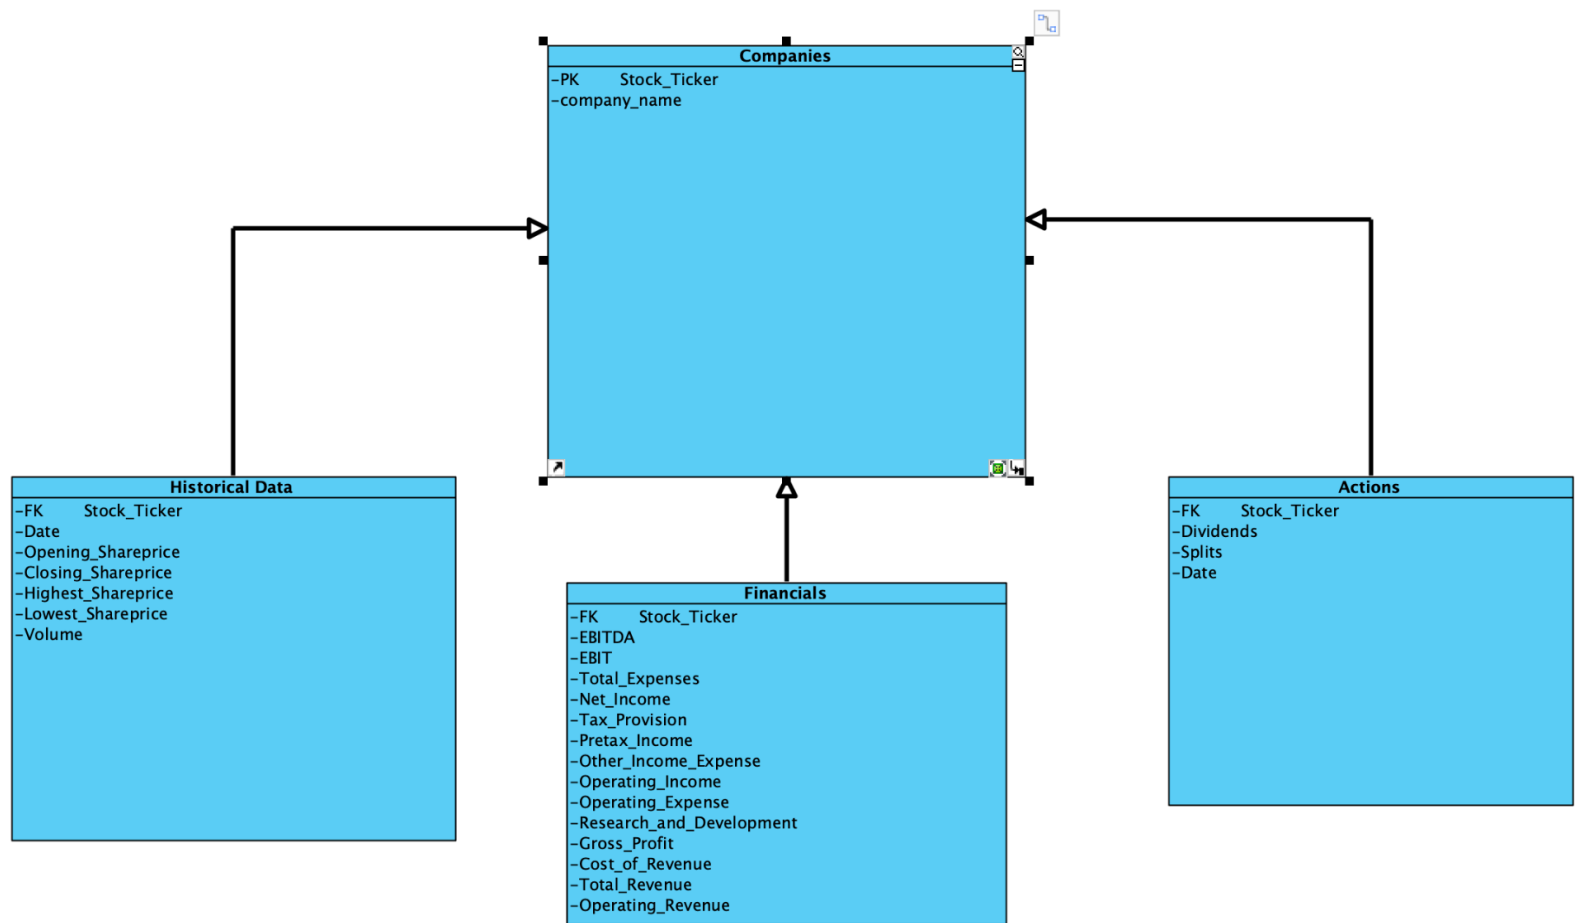 Companies
-PK Stock_Ticker
-company_name
Historical Data
-FK Stock_Ticker
-Date
-Opening_Shareprice
-Closing_Shareprice
-Highest_Shareprice
-Lowest_Shareprice
-Volume
Financials
-FK Stock_Ticker
-EBITDA
-EBIT
-Total_Expenses
-Net_Income
-Tax_Provision
-Pretax_Income
-Other_Income_Expense
-Operating_Income
-Operating_Expense
-Research_and_Development
-Gross_Profit
-Cost_of_Revenue
-Total_Revenue
-Operating_Revenue
Actions
-FK Stock_Ticker
-Dividends
-Splits
-Date